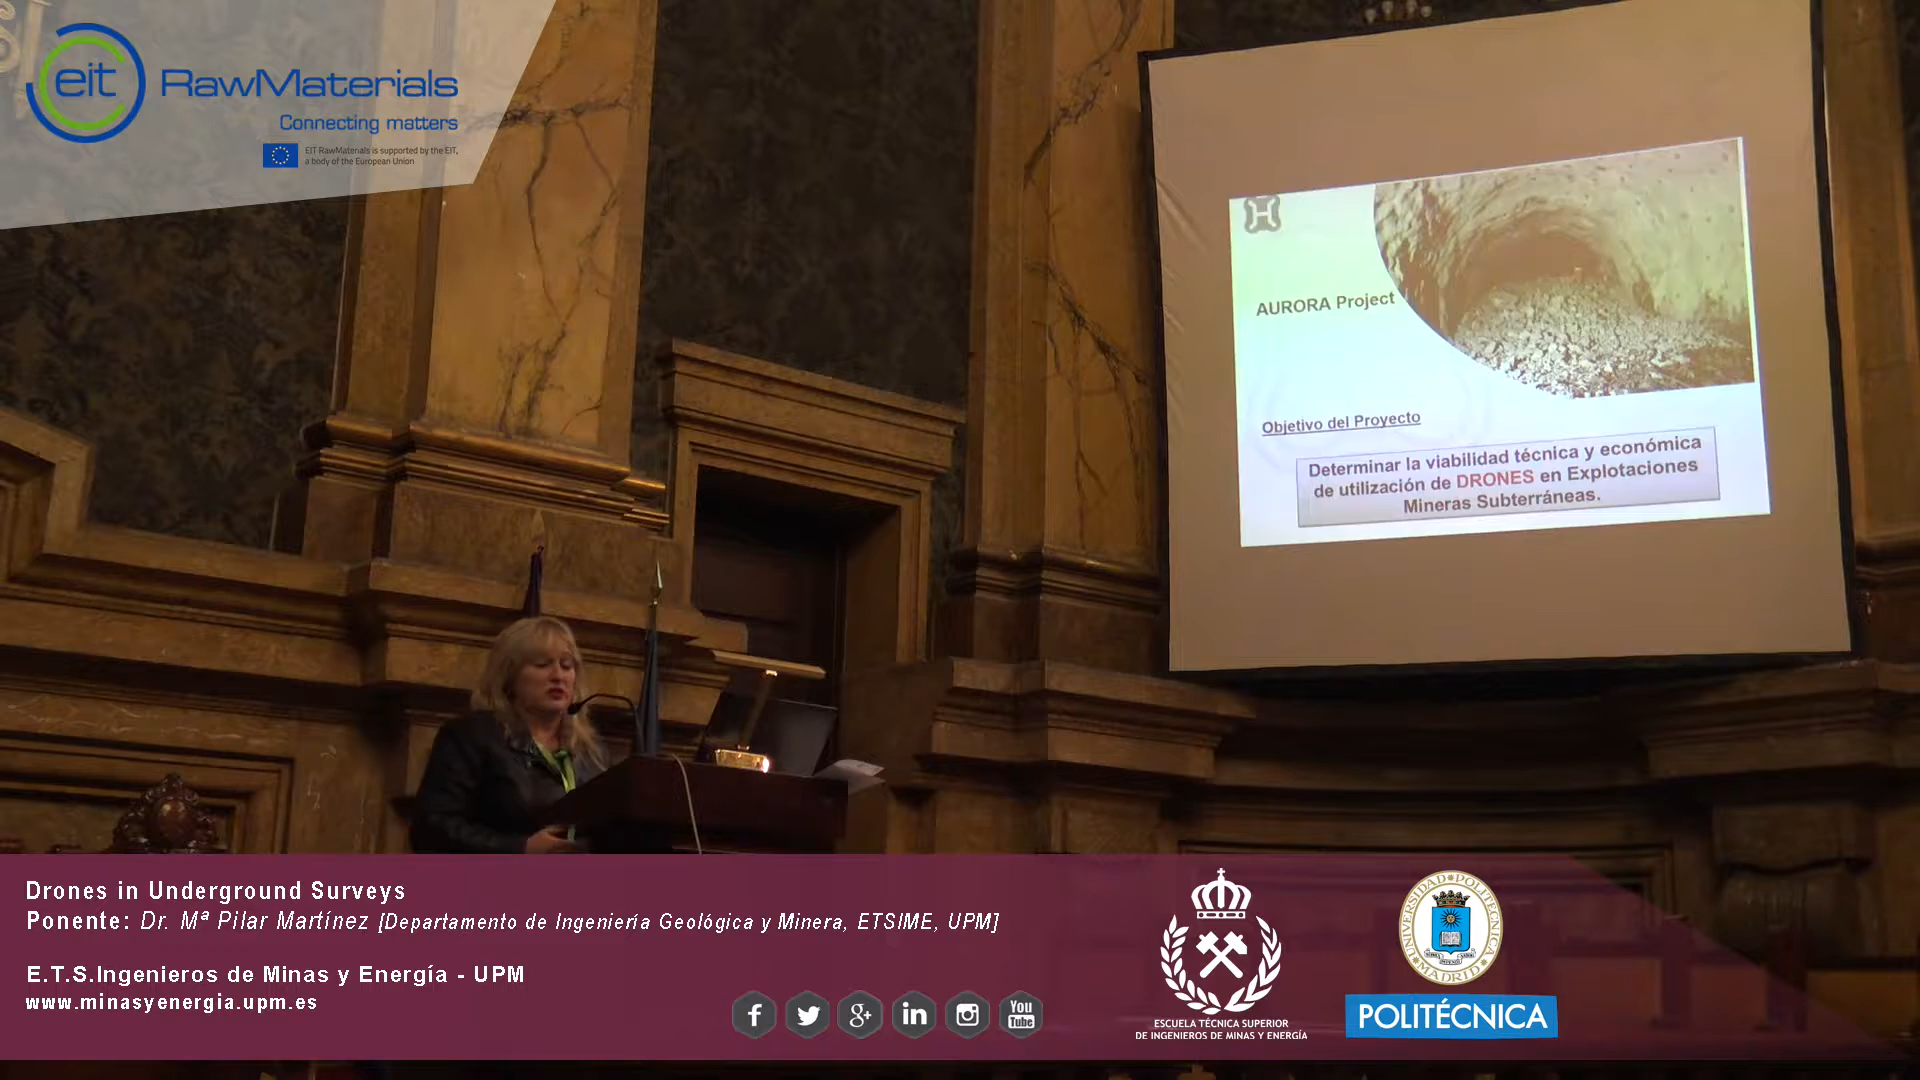 eit RawMaterials
Connecting matters
EIT RawMaterials is supported by the EIT,
a body of the European Union
AURORA Project
Objetivo del Proyecto
Determinar la viabilidad técnica y económica
de utilización de DRONES en Explotaciones
Mineras Subterráneas.
Drones in Underground Surveys
Ponente: Dr. Mª Pilar Martínez [Departamento de Ingeniería Geológica y Minera, ETSIME, UPM]
E.T.S.Ingenieros de Minas y Energía - UPM
www.minasyenergia.upm.es
f
g+
in
You
Tube
ESCUELA TÉCNICA SUPERIOR
DE INGENIEROS DE MINAS Y ENERGÍA
UNIVERSIDAD POLITÉCNICA
MADRID
POLITÉCNICA